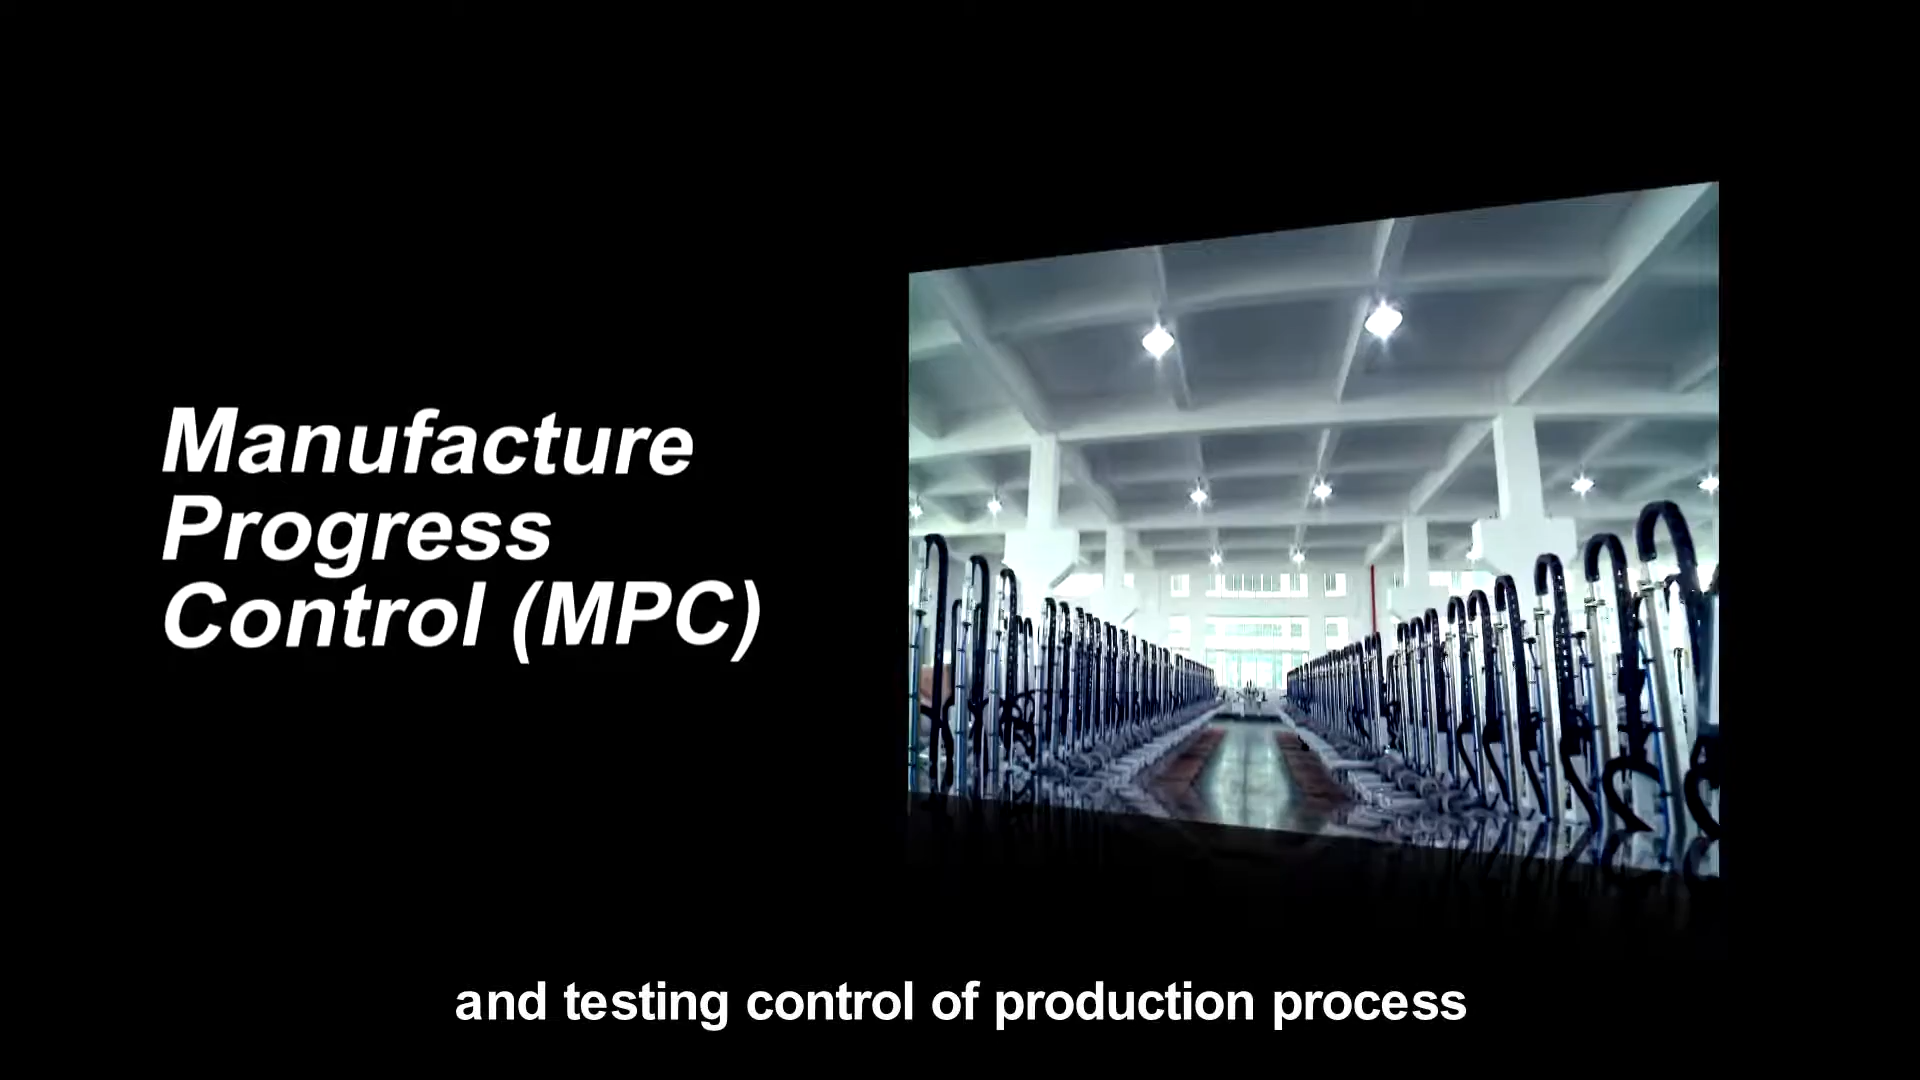 Manufacture
Progress
Control (MPC)
and testing control of production process